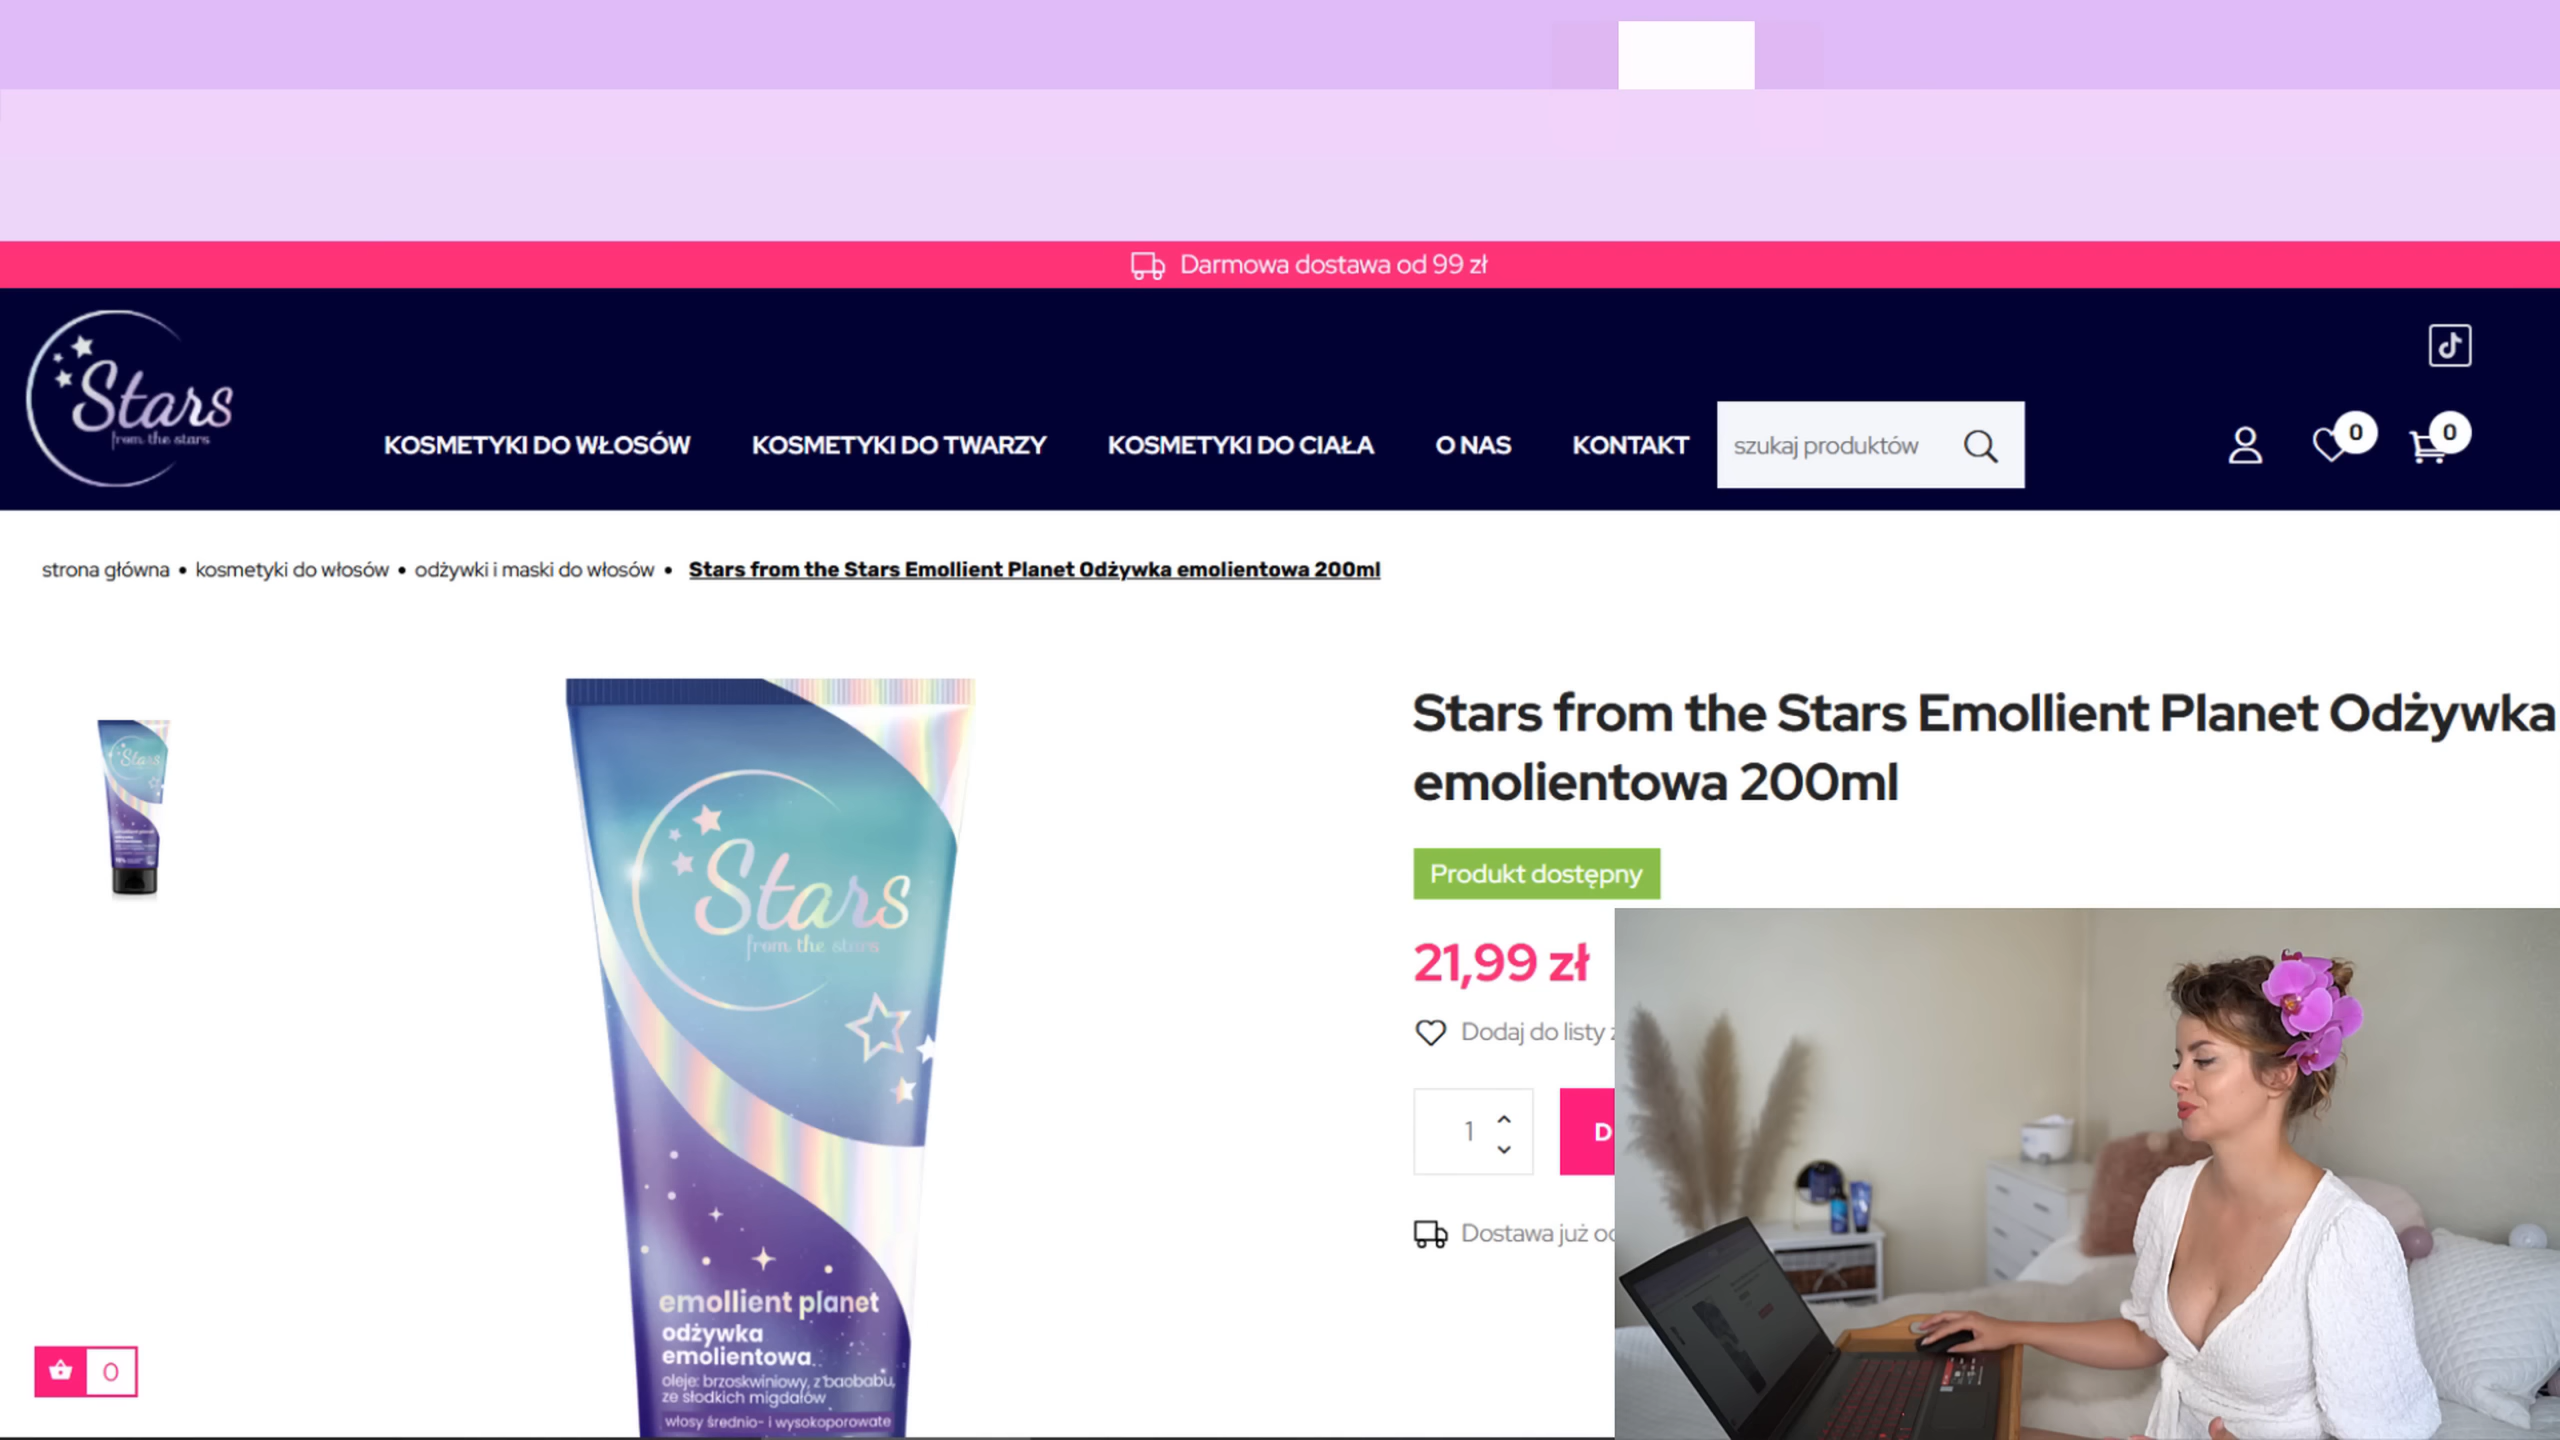 Darmowa dostawa od 99 zł
Stars
from the stars
KOSMETYKI DO WŁOSÓW
KOSMETYKI DO TWARZY
KOSMETYKI DO CIAŁA
O NAS
KONTAKT
szukaj produktów
0
0
strona główna • kosmetyki do włosów • odżywki i maski do włosów • Stars from the Stars Emollient Planet Odżywka emolientowa 200ml
Stars
Stars
from the stars
emollient planet
odżywka
emolientowa
oleje: brzoskwiniowy, z baobabu,
ze słodkich migdałów
włosy średnio- i wysokoporowate
Stars from the Stars Emollient Planet Odżywka
emolientowa 200ml
Produkt dostępny
21,99 zł
Dodaj do listy
1
D
Dostawa już
0